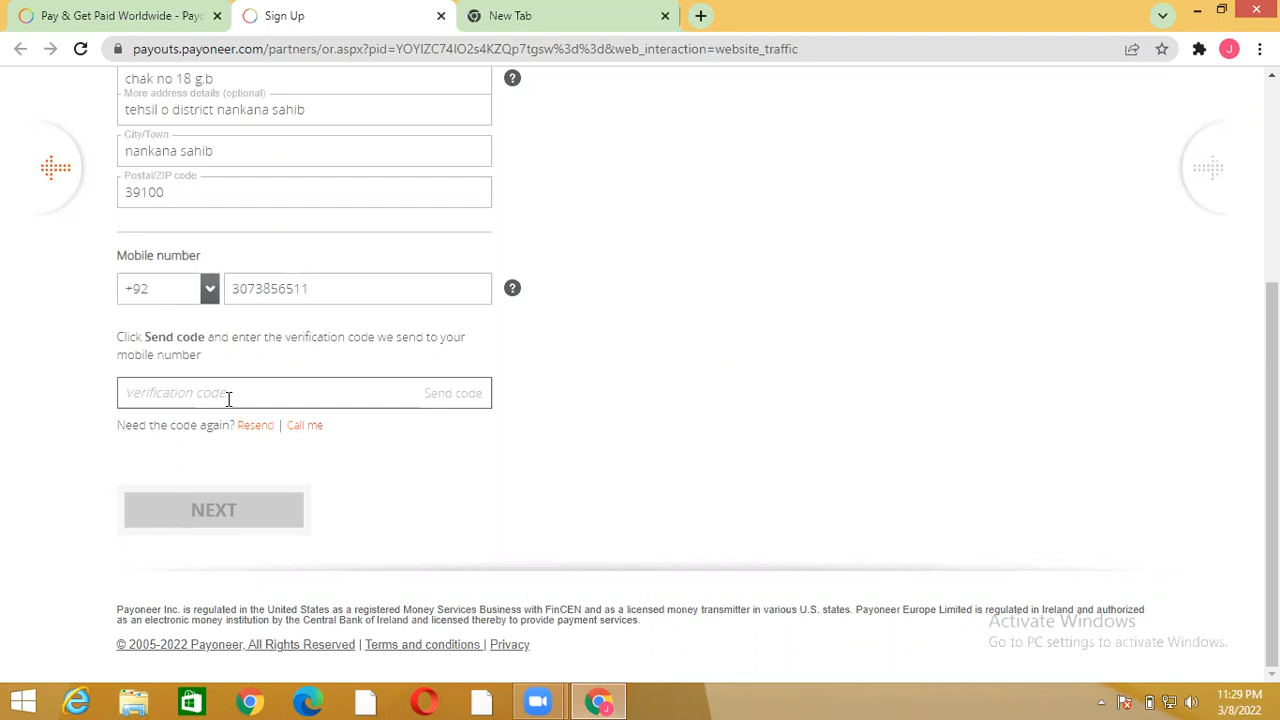 Pay & Get Paid Worldwide - Payo
Sign Up
New Tab
payouts.payoneer.com/partners/or.aspx?pid=YOYIZC74IO2s4KZQp7tgsw%3d%3d&web_interaction=website_traffic
J
chak no 18 g.b
?
More address details (optional)
tehsil o district nankana sahib
City/Town
nankana sahib
Postal/ZIP code
39100
Mobile number
+92
3073856511
?
Click Send code and enter the verification code we send to your
mobile number
verification code
Send code
Need the code again? Resend | Call me
NEXT
Payoneer Inc. is regulated in the United States as a registered Money Services Business with FinCEN and as a licensed money transmitter in various U.S. states. Payoneer Europe Limited is regulated in Ireland and authorized
as an electronic money institution by the Central Bank of Ireland and licensed thereby to provide payment services.
Activate Windows
Go to PC settings to activate Windows.
© 2005-2022 Payoneer, All Rights Reserved | Terms and conditions | Privacy
J
11:29 PM
3/8/2022